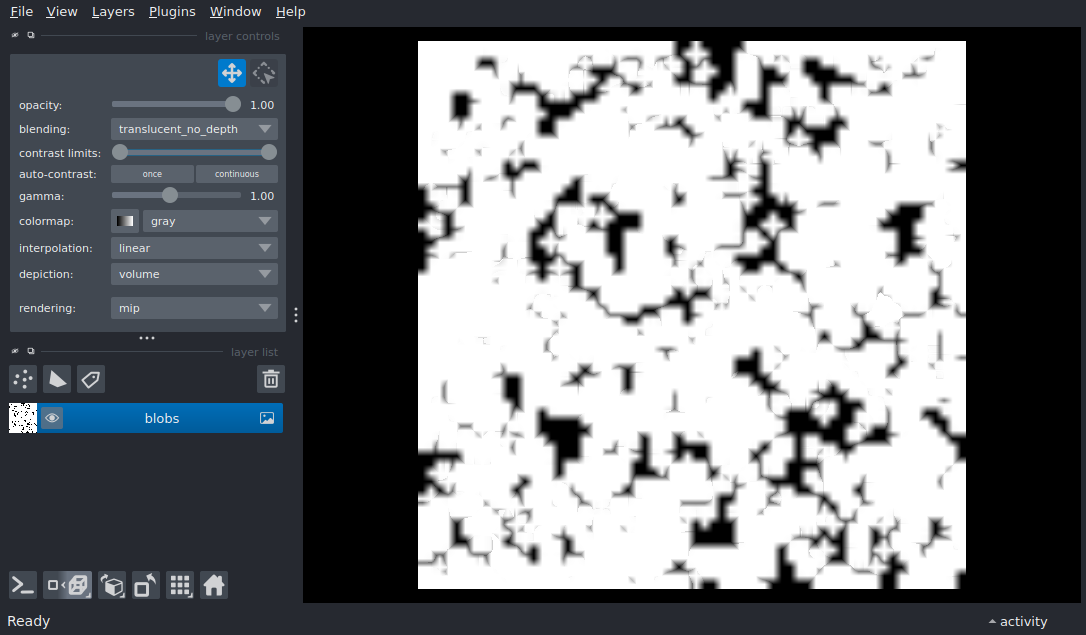 File View Layers Plugins Window Help
layer controls
opacity: 1.00
blending: translucent_no_depth
contrast limits:
auto-contrast: once continuous
gamma: 1.00
colormap: gray
interpolation: linear
depiction: volume
rendering: mip
layer list
blobs
Ready activity